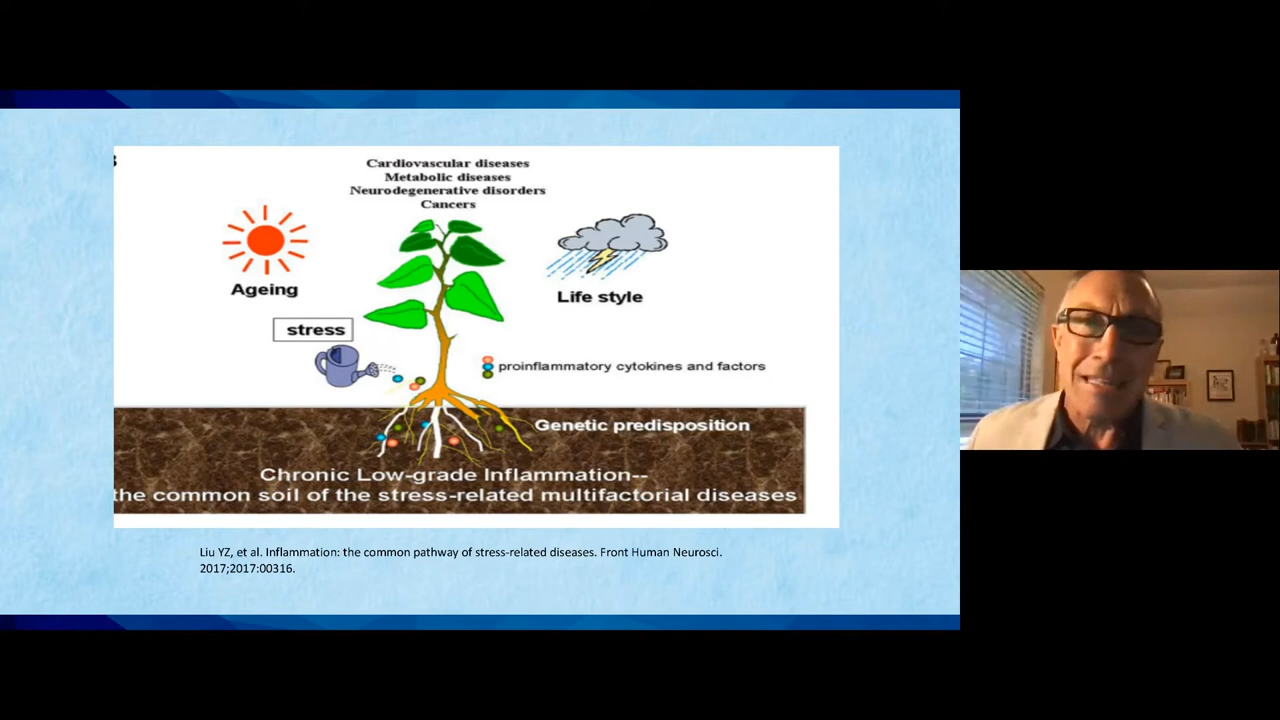 Cardiovascular diseases
Metabolic diseases
Neurodegenerative disorders
Cancers
Ageing
Life style
stress
proinflammatory cytokines and factors
Genetic predisposition
Chronic Low-grade Inflammation--
the common soil of the stress-related multifactorial diseases
Liu YZ, et al. Inflammation: the common pathway of stress-related diseases. Front Human Neurosci.
2017;2017:00316.